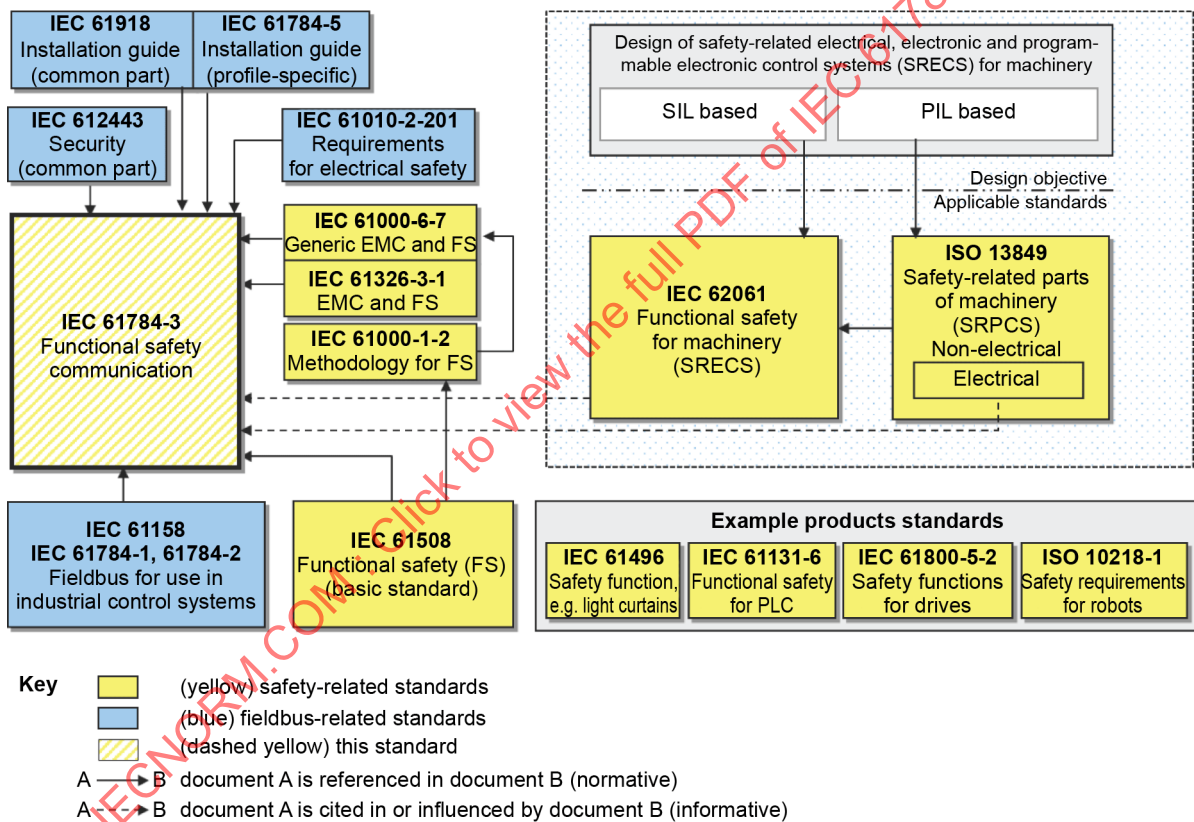 IEC 61918
Installation guide
(common part)
IEC 61784-5
Installation guide
(profile-specific)
IEC 612443
Security
(common part)
IEC 61010-2-201
Requirements
for electrical safety
IEC 61000-6-7
Generic EMC and FS
IEC 61326-3-1
EMC and FS
IEC 61000-1-2
Methodology for FS
IEC 61784-3
Functional safety
communication
IEC 61158
IEC 61784-1, 61784-2
Fieldbus for use in
industrial control systems
IEC 61508
Functional safety (FS)
(basic standard)
Design of safety-related electrical, electronic and program-
mable electronic control systems (SRECS) for machinery
SIL based
PIL based
Design objective
Applicable standards
IEC 62061
Functional safety
for machinery
(SRECS)
ISO 13849
Safety-related parts
of machinery
(SRPCS)
Non-electrical
Electrical
Example products standards
IEC 61496
Safety function,
e.g. light curtains
IEC 61131-6
Functional safety
for PLC
IEC 61800-5-2
Safety functions
for drives
ISO 10218-1
Safety requirements
for robots
Key
(yellow) safety-related standards
(blue) fieldbus-related standards
(dashed yellow) this standard
A B document A is referenced in document B (normative)
A B document A is cited in or influenced by document B (informative)
IECNORM.COM: Click to view the full PDF of IEC 6178